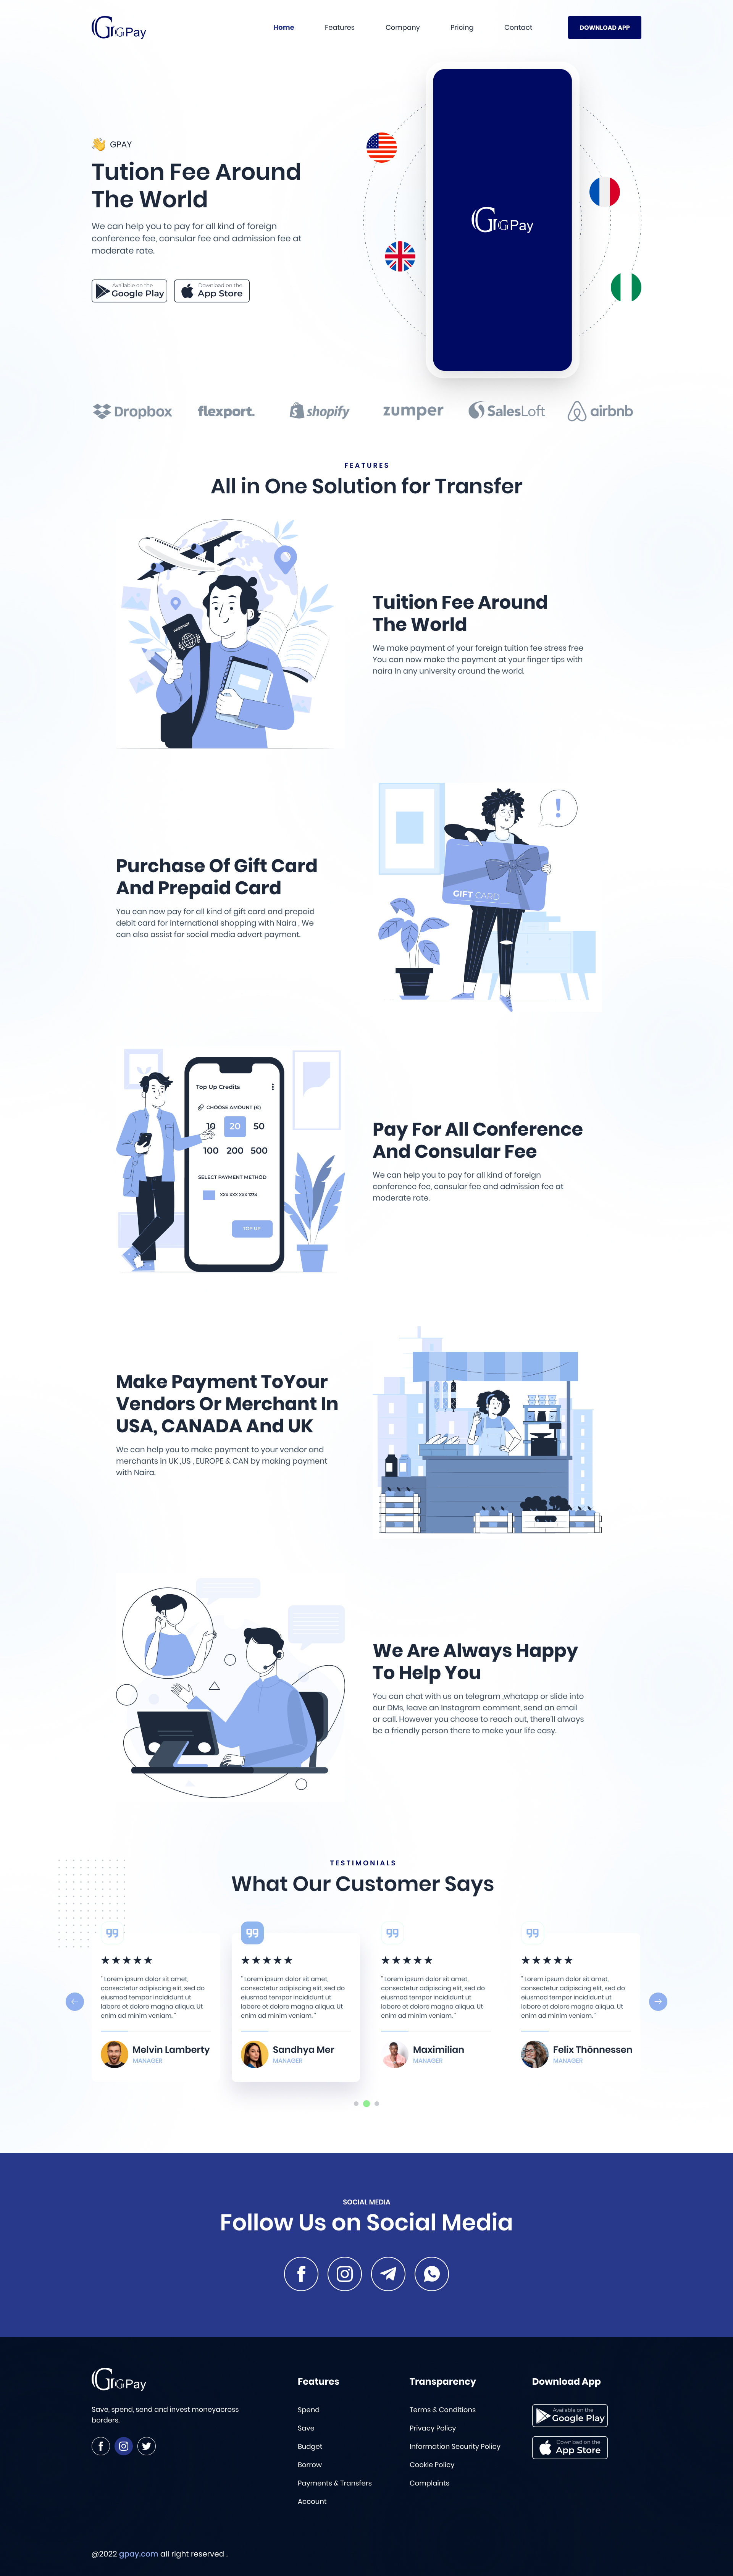 GPay
Home Features Company Pricing Contact DOWNLOAD APP
👋 GPAY
Tution Fee Around
The World
We can help you to pay for all kind of foreign
conference fee, consular fee and admission fee at
moderate rate.
Available on the
Google Play
Download on the
App Store
GPay
Dropbox flexport. shopify zumper SalesLoft airbnb
FEATURES
All in One Solution for Transfer
PASSPORT
Tuition Fee Around
The World
We make payment of your foreign tuition fee stress free
You can now make the payment at your finger tips with
naira In any university around the world.
Purchase Of Gift Card
And Prepaid Card
You can now pay for all kind of gift card and prepaid
debit card for international shopping with Naira , We
can also assist for social media advert payment.
!
GIFT CARD
Top Up Credits
CHOOSE AMOUNT (€)
10 20 50
100 200 500
SELECT PAYMENT METHOD
XXX XXX XXX 1234
TOP UP
Pay For All Conference
And Consular Fee
We can help you to pay for all kind of foreign
conference fee, consular fee and admission fee at
moderate rate.
Make Payment ToYour
Vendors Or Merchant In
USA, CANADA And UK
We can help you to make payment to your vendor and
merchants in UK ,US , EUROPE & CAN by making payment
with Naira.
We Are Always Happy
To Help You
You can chat with us on telegram ,whatapp or slide into
our DMs, leave an Instagram comment, send an email
or call. However you choose to reach out, there'll always
be a friendly person there to make your life easy.
TESTIMONIALS
What Our Customer Says
★★★★★
" Lorem ipsum dolor sit amet,
consectetur adipiscing elit, sed do
eiusmod tempor incididunt ut
labore et dolore magna aliqua. Ut
enim ad minim veniam. "
Melvin Lamberty
MANAGER
★★★★★
" Lorem ipsum dolor sit amet,
consectetur adipiscing elit, sed do
eiusmod tempor incididunt ut
labore et dolore magna aliqua. Ut
enim ad minim veniam. "
Sandhya Mer
MANAGER
★★★★★
" Lorem ipsum dolor sit amet,
consectetur adipiscing elit, sed do
eiusmod tempor incididunt ut
labore et dolore magna aliqua. Ut
enim ad minim veniam. "
Maximilian
MANAGER
★★★★★
" Lorem ipsum dolor sit amet,
consectetur adipiscing elit, sed do
eiusmod tempor incididunt ut
labore et dolore magna aliqua. Ut
enim ad minim veniam. "
Felix Thönnessen
MANAGER
SOCIAL MEDIA
Follow Us on Social Media
GPay
Save, spend, send and invest moneyacross
borders.
Features
Spend
Save
Budget
Borrow
Payments & Transfers
Account
Transparency
Terms & Conditions
Privacy Policy
Information Security Policy
Cookie Policy
Complaints
Download App
Available on the
Google Play
Download on the
App Store
@2022 gpay.com all right reserved .